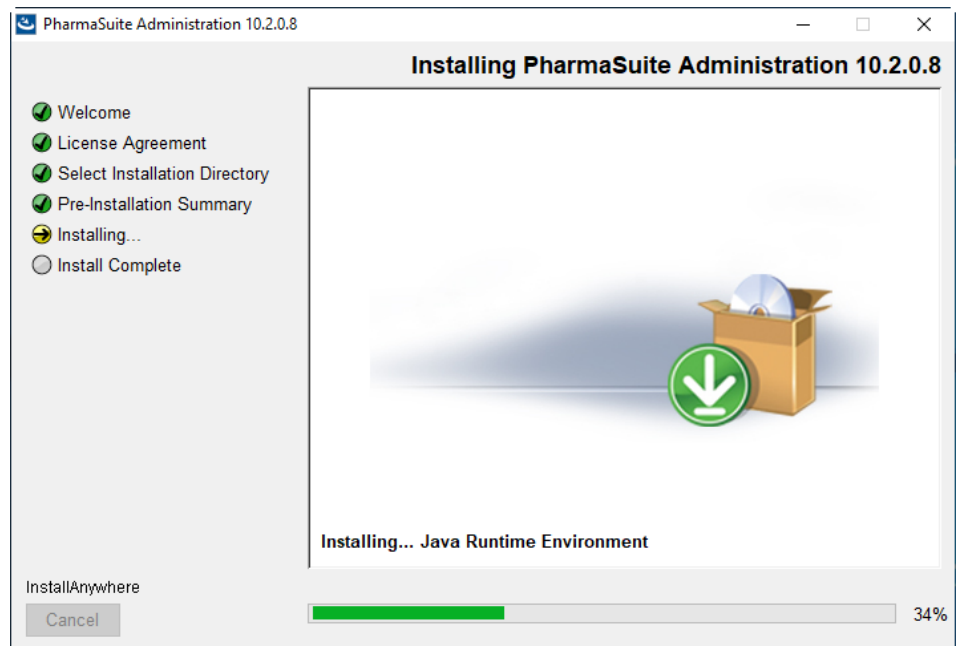 PharmaSuite Administration 10.2.0.8
Installing PharmaSuite Administration 10.2.0.8
Welcome
License Agreement
Select Installation Directory
Pre-Installation Summary
Installing...
Install Complete
Installing... Java Runtime Environment
InstallAnywhere
Cancel
34%